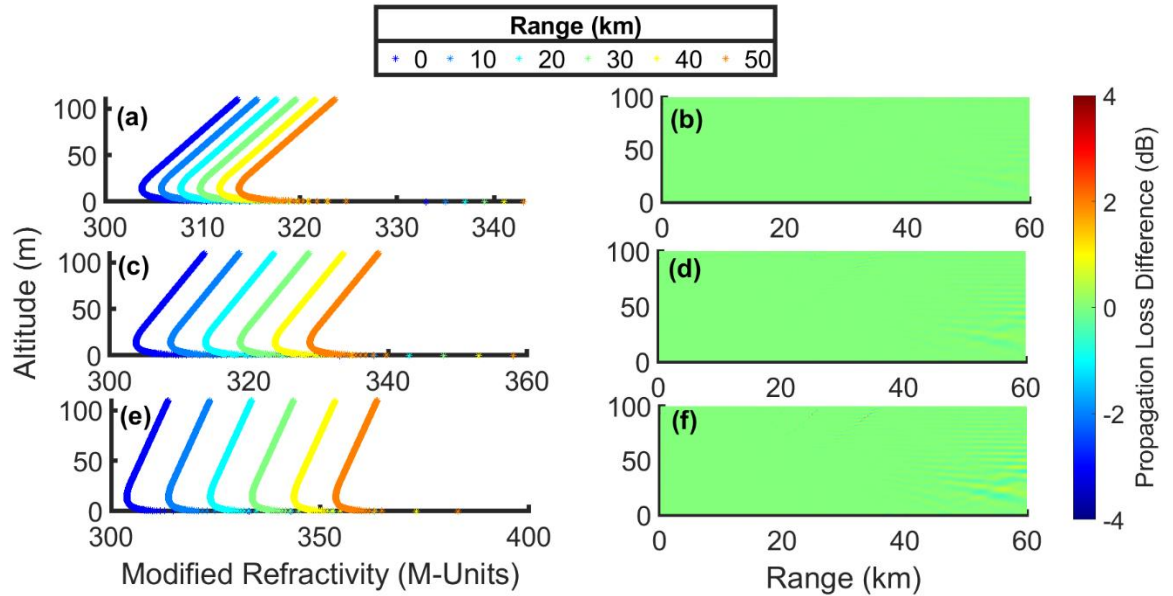 Range (km)
0 10 20 30 40 50
(a)
100
50
0
300 310 320 330 340
(b)
100
50
0
0 20 40 60
(c)
100
50
0
300 320 340 360
(d)
100
50
0
0 20 40 60
(e)
100
50
0
300 350 400
(f)
100
50
0
0 20 40 60
Altitude (m)
Modified Refractivity (M-Units)
Range (km)
4
2
0
-2
-4
Propagation Loss Difference (dB)